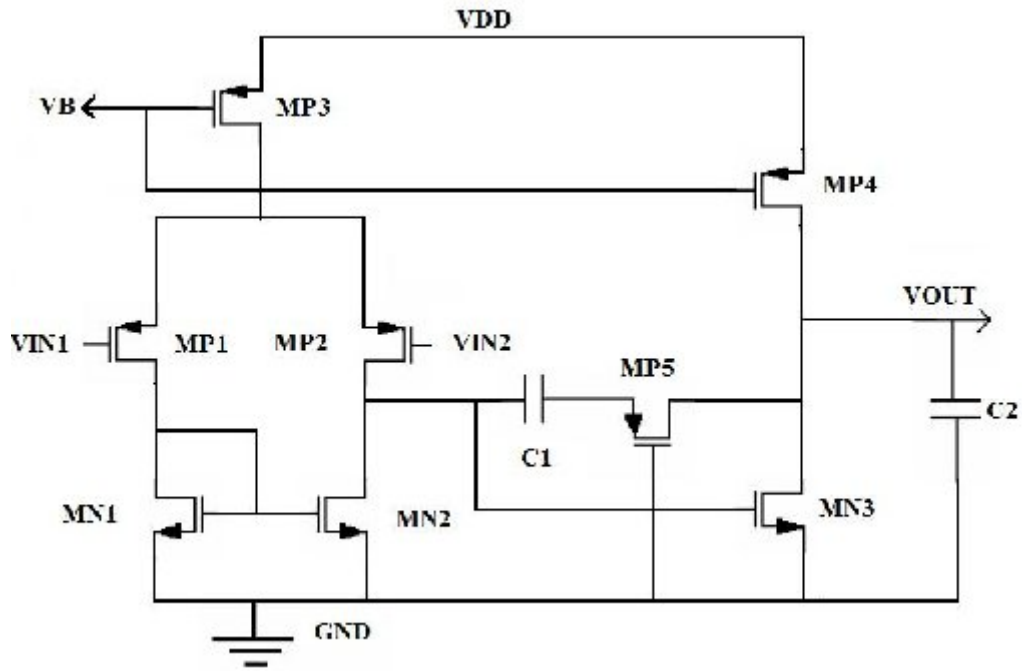 VDD
VB
MP3
MP4
VOUT
VIN1
MP1
MP2
VIN2
MP5
C2
C1
MN1
MN2
MN3
GND